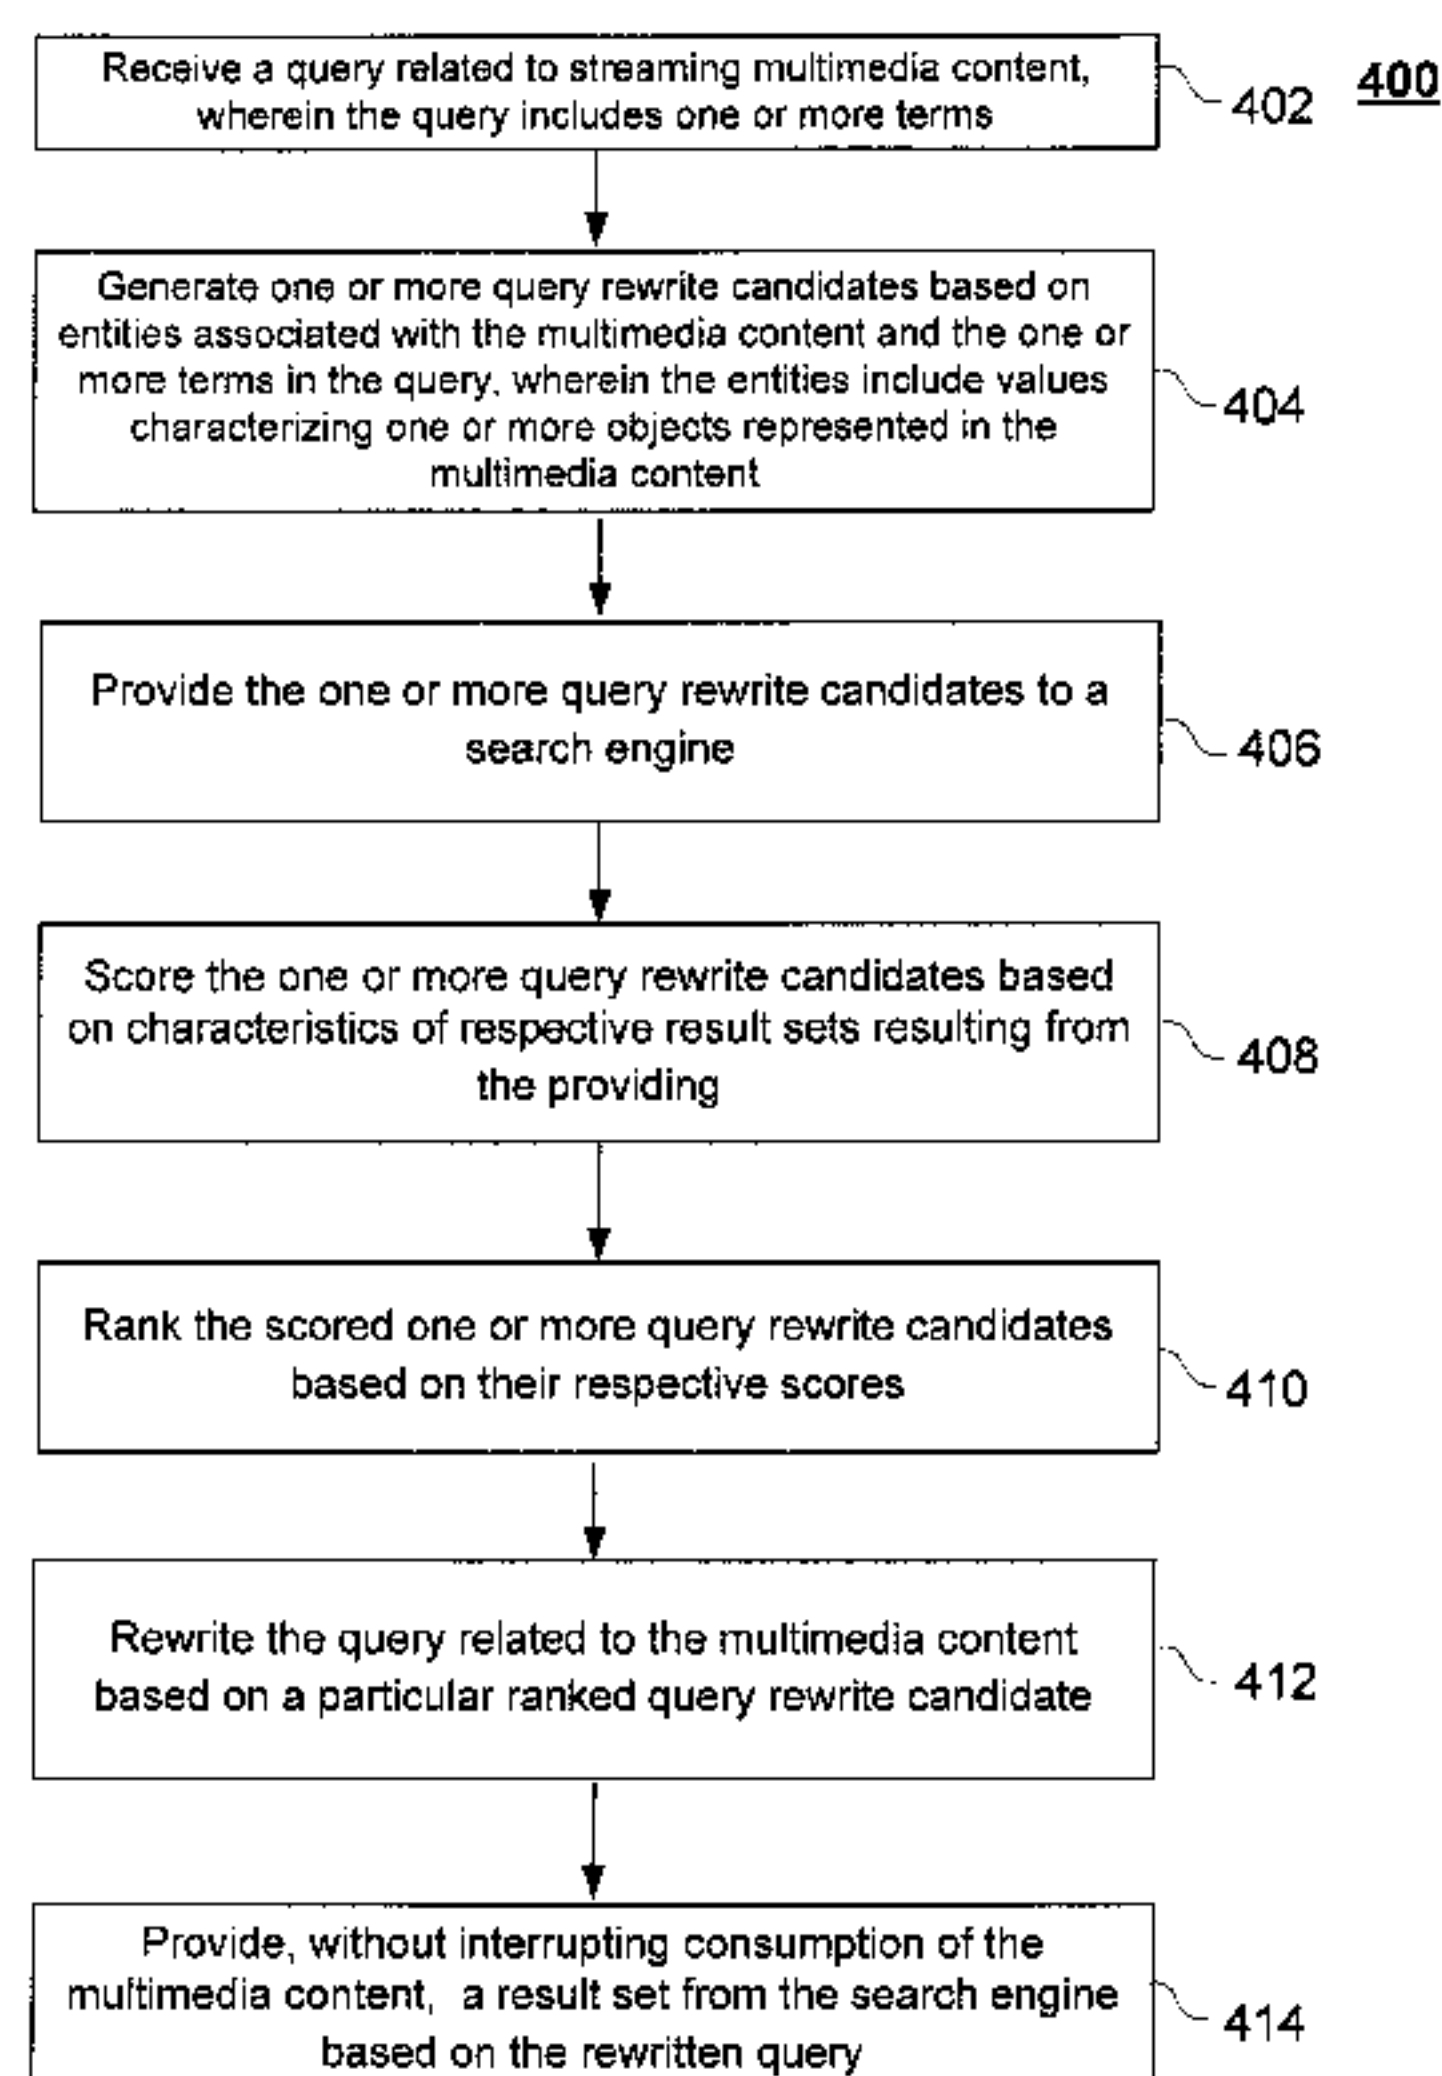 400
Receive a query related to streaming multimedia content,
wherein the query includes one or more terms
402
Generate one or more query rewrite candidates based on
entities associated with the multimedia content and the one or
more terms in the query, wherein the entities include values
characterizing one or more objects represented in the
multimedia content
404
Provide the one or more query rewrite candidates to a
search engine
406
Score the one or more query rewrite candidates based
on characteristics of respective result sets resulting from
the providing
408
Rank the scored one or more query rewrite candidates
based on their respective scores
410
Rewrite the query related to the multimedia content
based on a particular ranked query rewrite candidate
412
Provide, without interrupting consumption of the
multimedia content, a result set from the search engine
based on the rewritten query
414